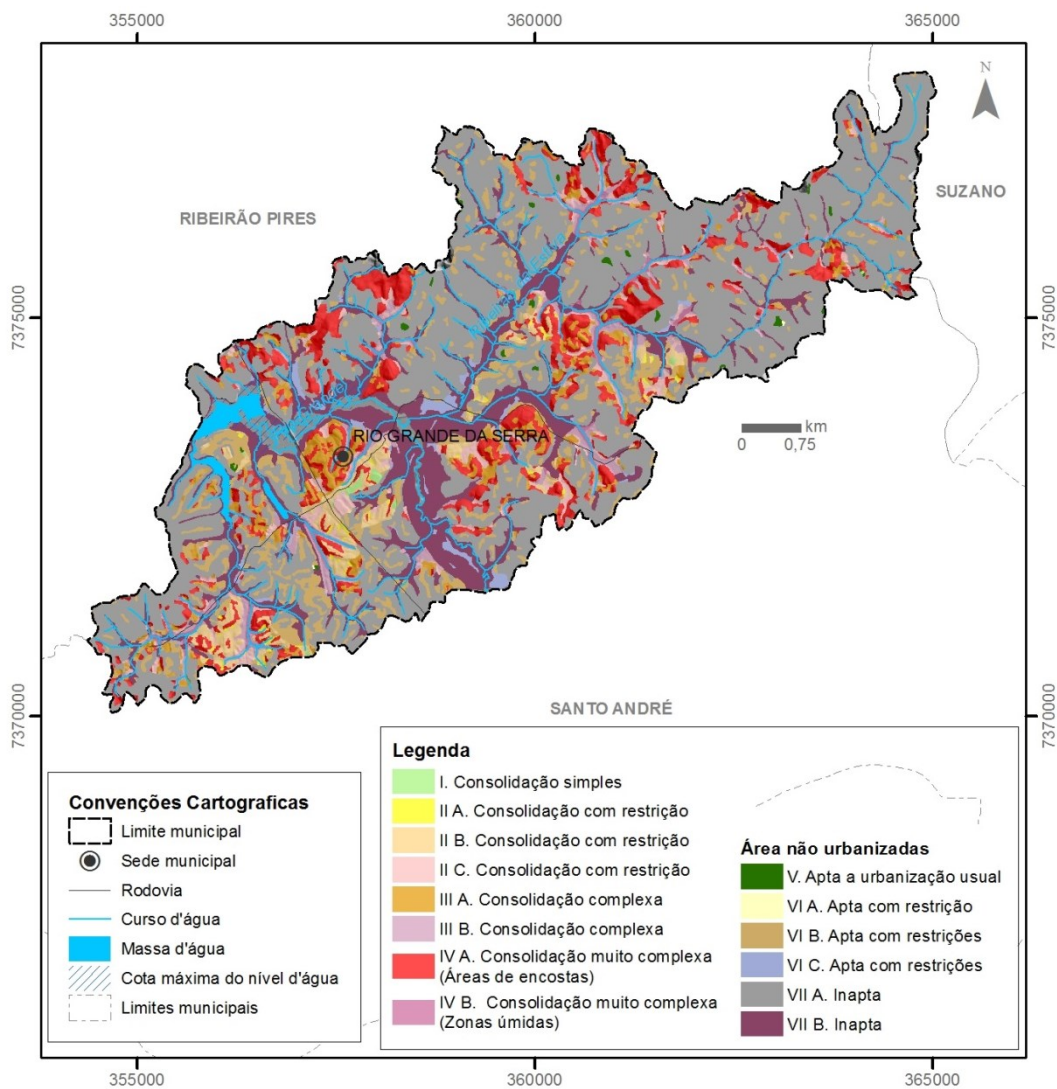 355000
360000
365000
N
SUZANO
RIBEIRÃO PIRES
7375000
7375000
km
0 0,75
RIO GRANDE DA SERRA
SANTO ANDRÉ
7370000
7370000
Convenções Cartograficas
Limite municipal
Sede municipal
Rodovia
Curso d'água
Massa d'água
Cota máxima do nível d'água
Limites municipais
Legenda
I. Consolidação simples
II A. Consolidação com restrição
II B. Consolidação com restrição
II C. Consolidação com restrição
III A. Consolidação complexa
III B. Consolidação complexa
IV A. Consolidação muito complexa
(Áreas de encostas)
IV B. Consolidação muito complexa
(Zonas úmidas)
Área não urbanizadas
V. Apta a urbanização usual
VI A. Apta com restrição
VI B. Apta com restrições
VI C. Apta com restrições
VII A. Inapta
VII B. Inapta
355000
360000
365000